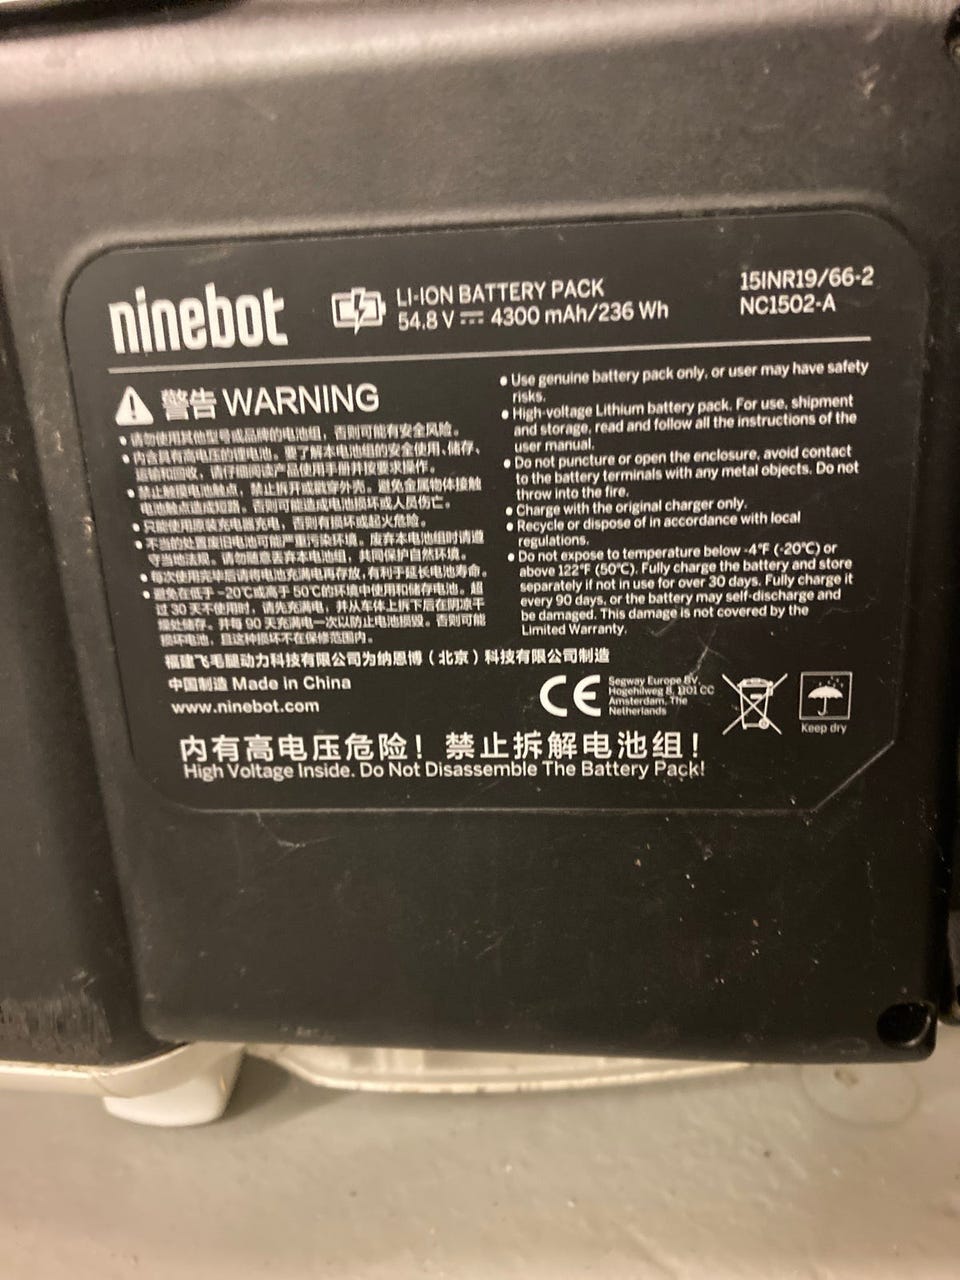 ninebot
LI-ION BATTERY PACK
54.8 V ⎓ 4300 mAh/236 Wh
15INR19/66-2
NC1502-A
警告 WARNING
• 请勿使用其他型号或品牌的电池组，否则可能有安全风险。
• 内含具有高电压的锂电池。要了解本电池组的安全使用、储存、
运输和回收，请仔细阅读产品使用手册并按要求操作。
• 禁止触摸电池触点，禁止拆开或戳穿外壳。避免金属物体接触
电池触点造成短路。否则可能造成电池损坏或人员伤亡。
• 只能使用原装充电器充电，否则有损坏或起火危险。
• 不当的处置废旧电池可能严重污染环境。废弃本电池组时请遵
守当地法规。请勿随意丢弃本电池组，共同保护自然环境。
• 每次使用完毕后请将电池充满电再存放，有利于延长电池寿命。
• 避免在低于 -20℃或高于 50℃的环境中使用和储存电池。超
过 30 天不使用时，请先充满电，并从车体上拆下后在阴凉干
燥处储存。并每 90 天充满电一次以防止电池损毁。否则可能
损坏电池，且这种损坏不在保修范围内。
• Use genuine battery pack only, or user may have safety
risks.
• High-voltage Lithium battery pack. For use, shipment
and storage, read and follow all the instructions of the
user manual.
• Do not puncture or open the enclosure, avoid contact
to the battery terminals with any metal objects. Do not
throw into the fire.
• Charge with the original charger only.
• Recycle or dispose of in accordance with local
regulations.
• Do not expose to temperature below -4°F (-20°C) or
above 122°F (50°C). Fully charge the battery and store
separately if not in use for over 30 days. Fully charge it
every 90 days, or the battery may self-discharge and
be damaged. This damage is not covered by the
Limited Warranty.
福建飞毛腿动力科技有限公司为纳恩博（北京）科技有限公司制造
中国制造 Made in China
www.ninebot.com
CE
Segway Europe BV,
Hogehilweg 8, 1101 CC
Amsterdam, The
Netherlands
Keep dry
内有高电压危险！禁止拆解电池组！
High Voltage Inside. Do Not Disassemble The Battery Pack!